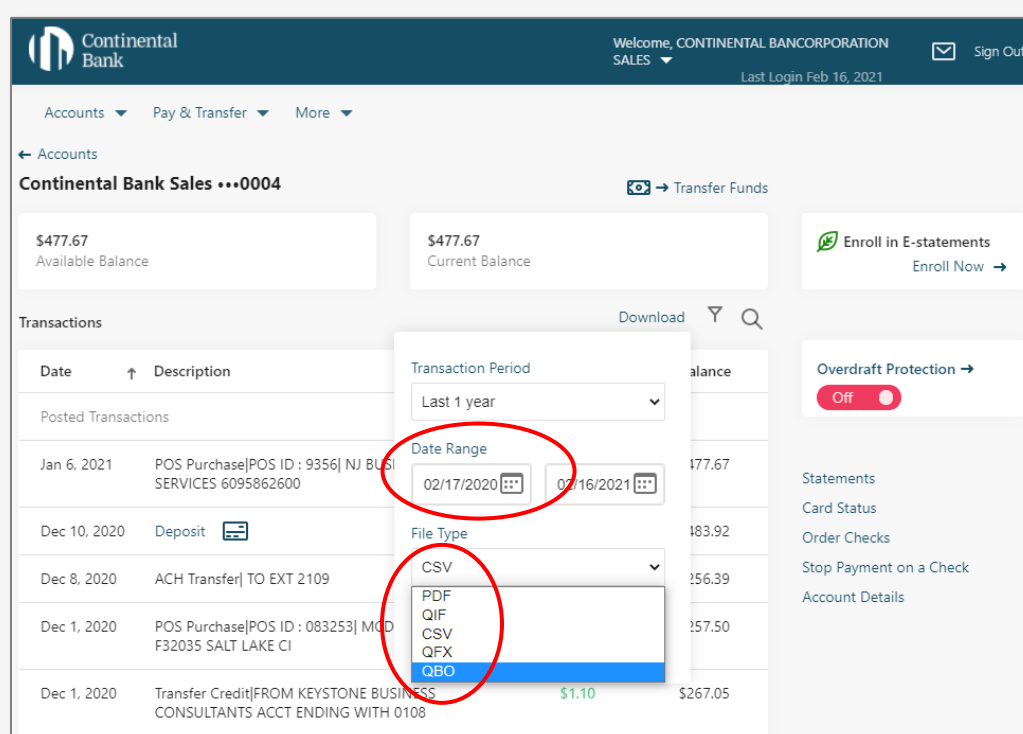 Continental
Bank
Welcome, CONTINENTAL BANCORPORATION
SALES
Sign Out
Last Login Feb 16, 2021
Accounts Pay & Transfer More
← Accounts
Continental Bank Sales •••0004
→ Transfer Funds
$477.67
Available Balance
$477.67
Current Balance
Enroll in E-statements
Enroll Now →
Transactions
Download
Date ↑ Description
Transaction Period
Last 1 year
Overdraft Protection →
Off
Posted Transactions
Date Range
02/17/2020 02/16/2021
Jan 6, 2021 POS Purchase|POS ID : 9356| NJ BUSI
SERVICES 6095862600
477.67
Statements
Card Status
Order Checks
Stop Payment on a Check
Account Details
Dec 10, 2020 Deposit
File Type
483.92
CSV
PDF
QIF
CSV
QFX
QBO
Dec 8, 2020 ACH Transfer| TO EXT 2109
256.39
Dec 1, 2020 POS Purchase|POS ID : 083253|
F32035 SALT LAKE CI
257.50
Dec 1, 2020 Transfer Credit|FROM KEYSTONE BUSINESS
CONSULTANTS ACCT ENDING WITH 0108
$1.10 $267.05